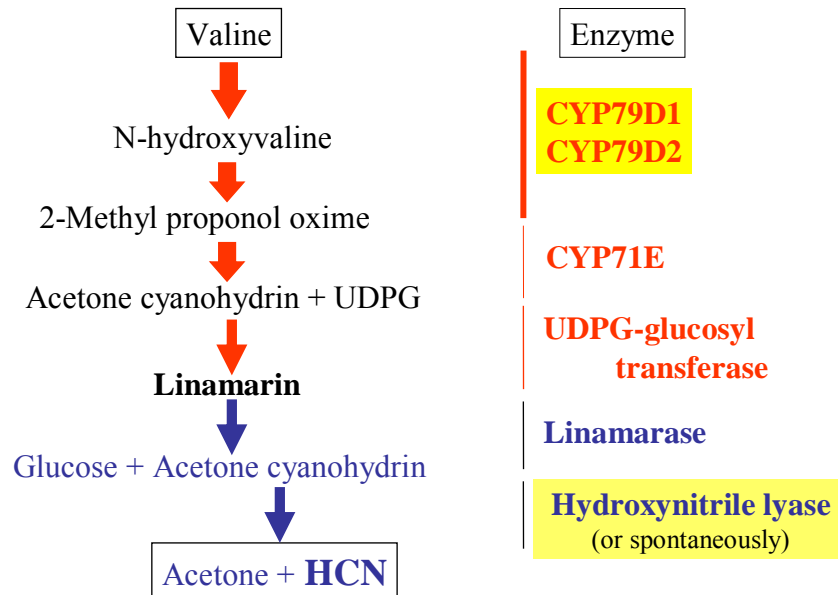 Valine
Enzyme
N-hydroxyvaline
CYP79D1
CYP79D2
2-Methyl proponol oxime
CYP71E
Acetone cyanohydrin + UDPG
UDPG-glucosyl
transferase
Linamarin
Linamarase
Glucose + Acetone cyanohydrin
Hydroxynitrile lyase
(or spontaneously)
Acetone + HCN